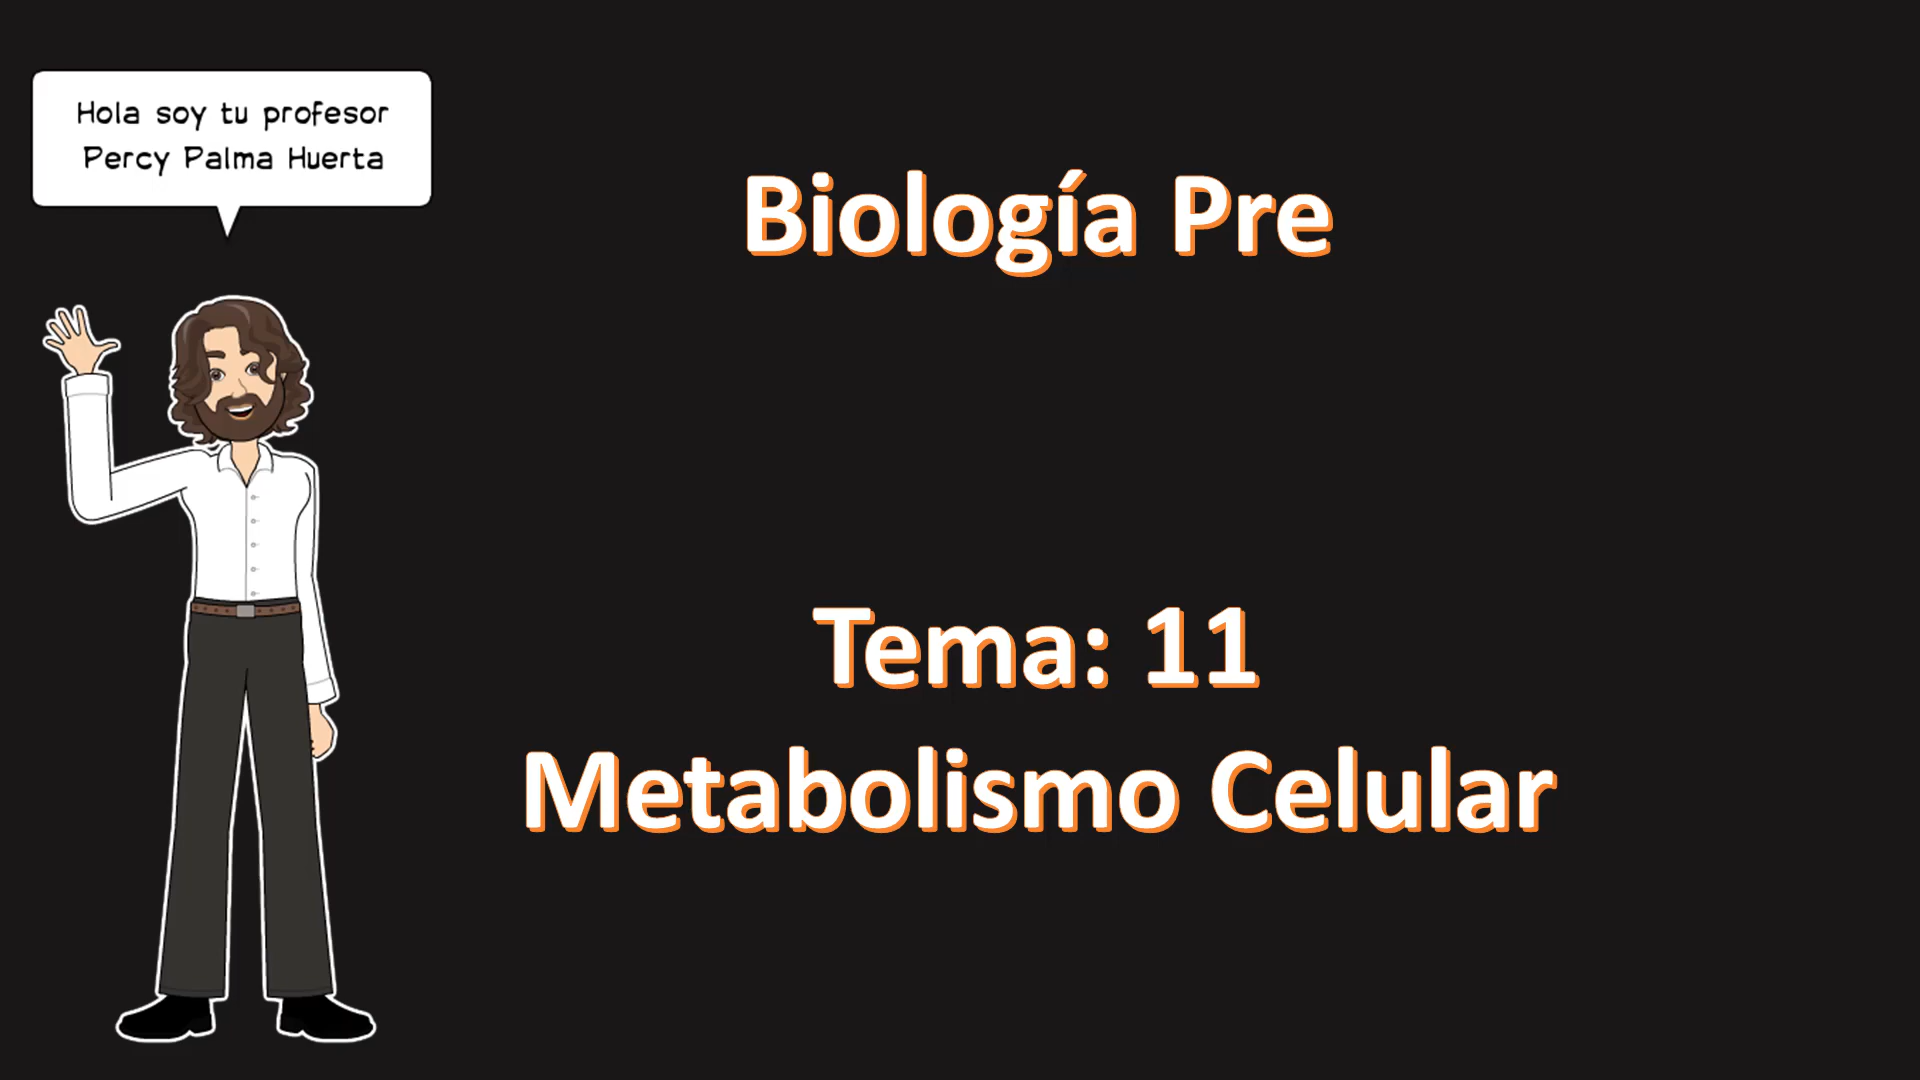 Hola soy tu profesor
Percy Palma Huerta
Biología Pre
Tema: 11
Metabolismo Celular